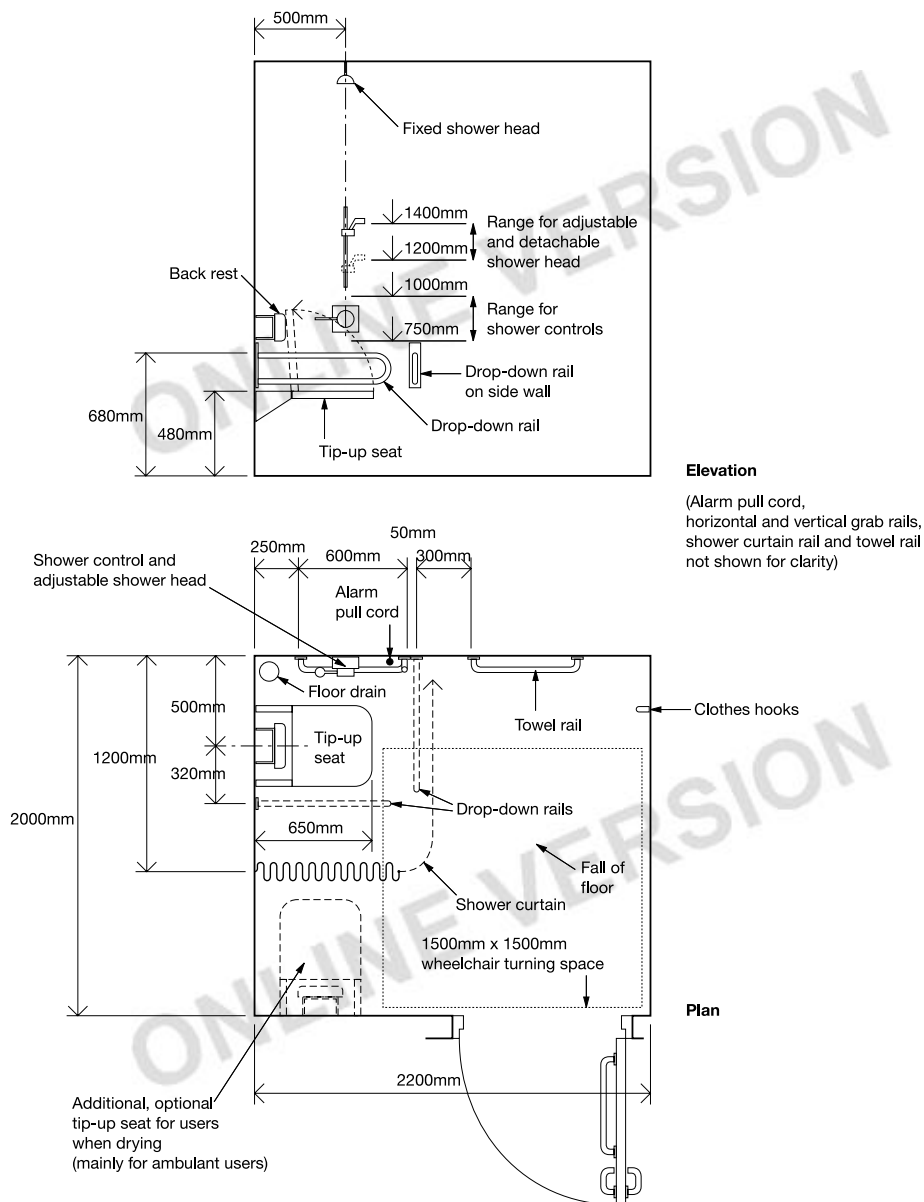 500mm
Fixed shower head
1400mm
Range for adjustable
and detachable
shower head
1200mm
Back rest
1000mm
Range for
shower controls
750mm
Drop-down rail
on side wall
680mm
480mm
Drop-down rail
Tip-up seat
Elevation
(Alarm pull cord,
horizontal and vertical grab rails,
shower curtain rail and towel rail
not shown for clarity)
Shower control and
adjustable shower head
250mm
600mm
50mm
300mm
Alarm
pull cord
Floor drain
Towel rail
Clothes hooks
500mm
1200mm
320mm
2000mm
Tip-up
seat
Drop-down rails
650mm
Fall of
floor
Shower curtain
1500mm x 1500mm
wheelchair turning space
Plan
2200mm
Additional, optional
tip-up seat for users
when drying
(mainly for ambulant users)
ONLINE VERSION
ONLINE VERSION